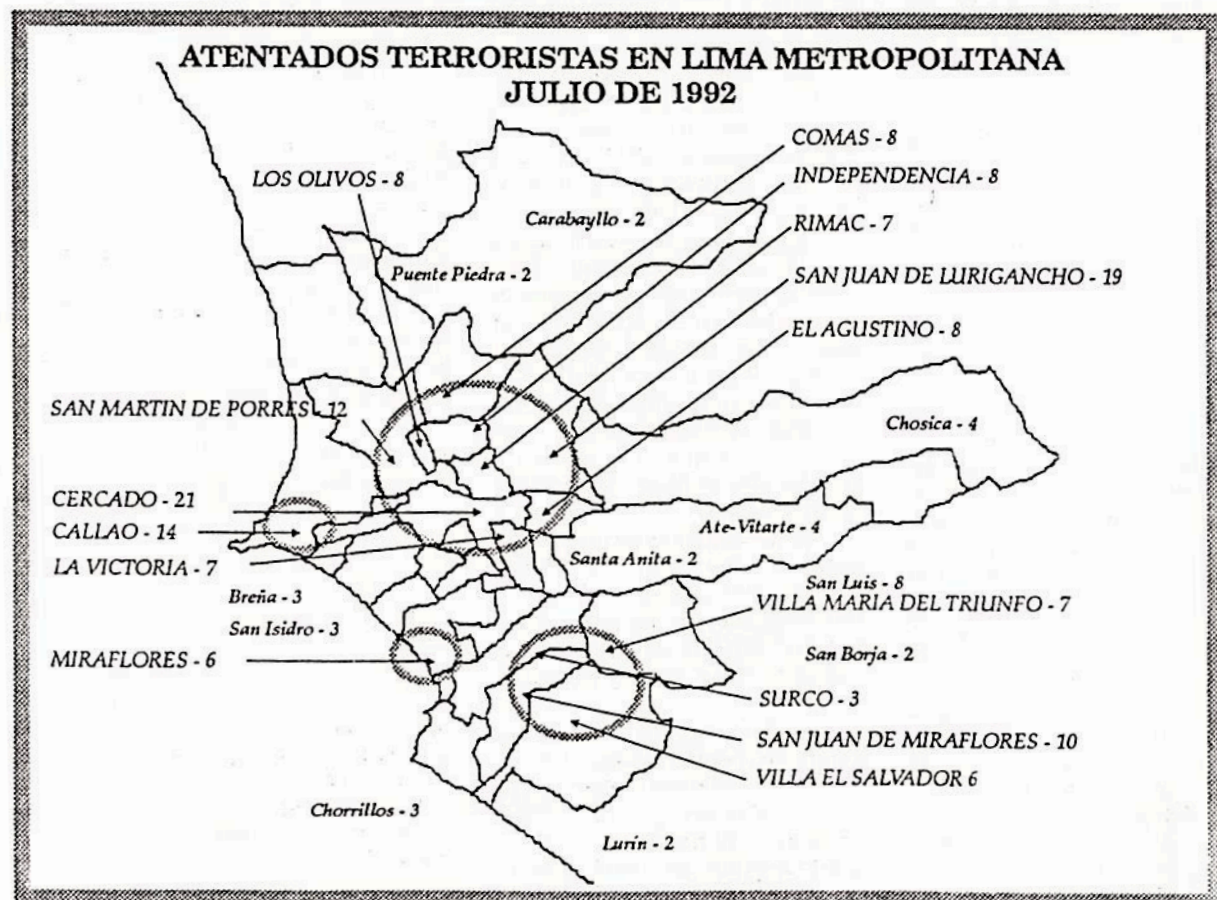 ATENTADOS TERRORISTAS EN LIMA METROPOLITANA
JULIO DE 1992
COMAS - 8
LOS OLIVOS - 8
INDEPENDENCIA - 8
Carabayllo - 2
RIMAC - 7
Puente Piedra - 2
SAN JUAN DE LURIGANCHO - 19
EL AGUSTINO - 8
SAN MARTIN DE PORRES - 12
Chosica - 4
CERCADO - 21
CALLAO - 14
Ate-Vitarte - 4
LA VICTORIA - 7
Santa Anita - 2
San Luis - 8
Breña - 3
VILLA MARIA DEL TRIUNFO - 7
San Isidro - 3
MIRAFLORES - 6
San Borja - 2
SURCO - 3
SAN JUAN DE MIRAFLORES - 10
VILLA EL SALVADOR 6
Chorrillos - 3
Lurín - 2